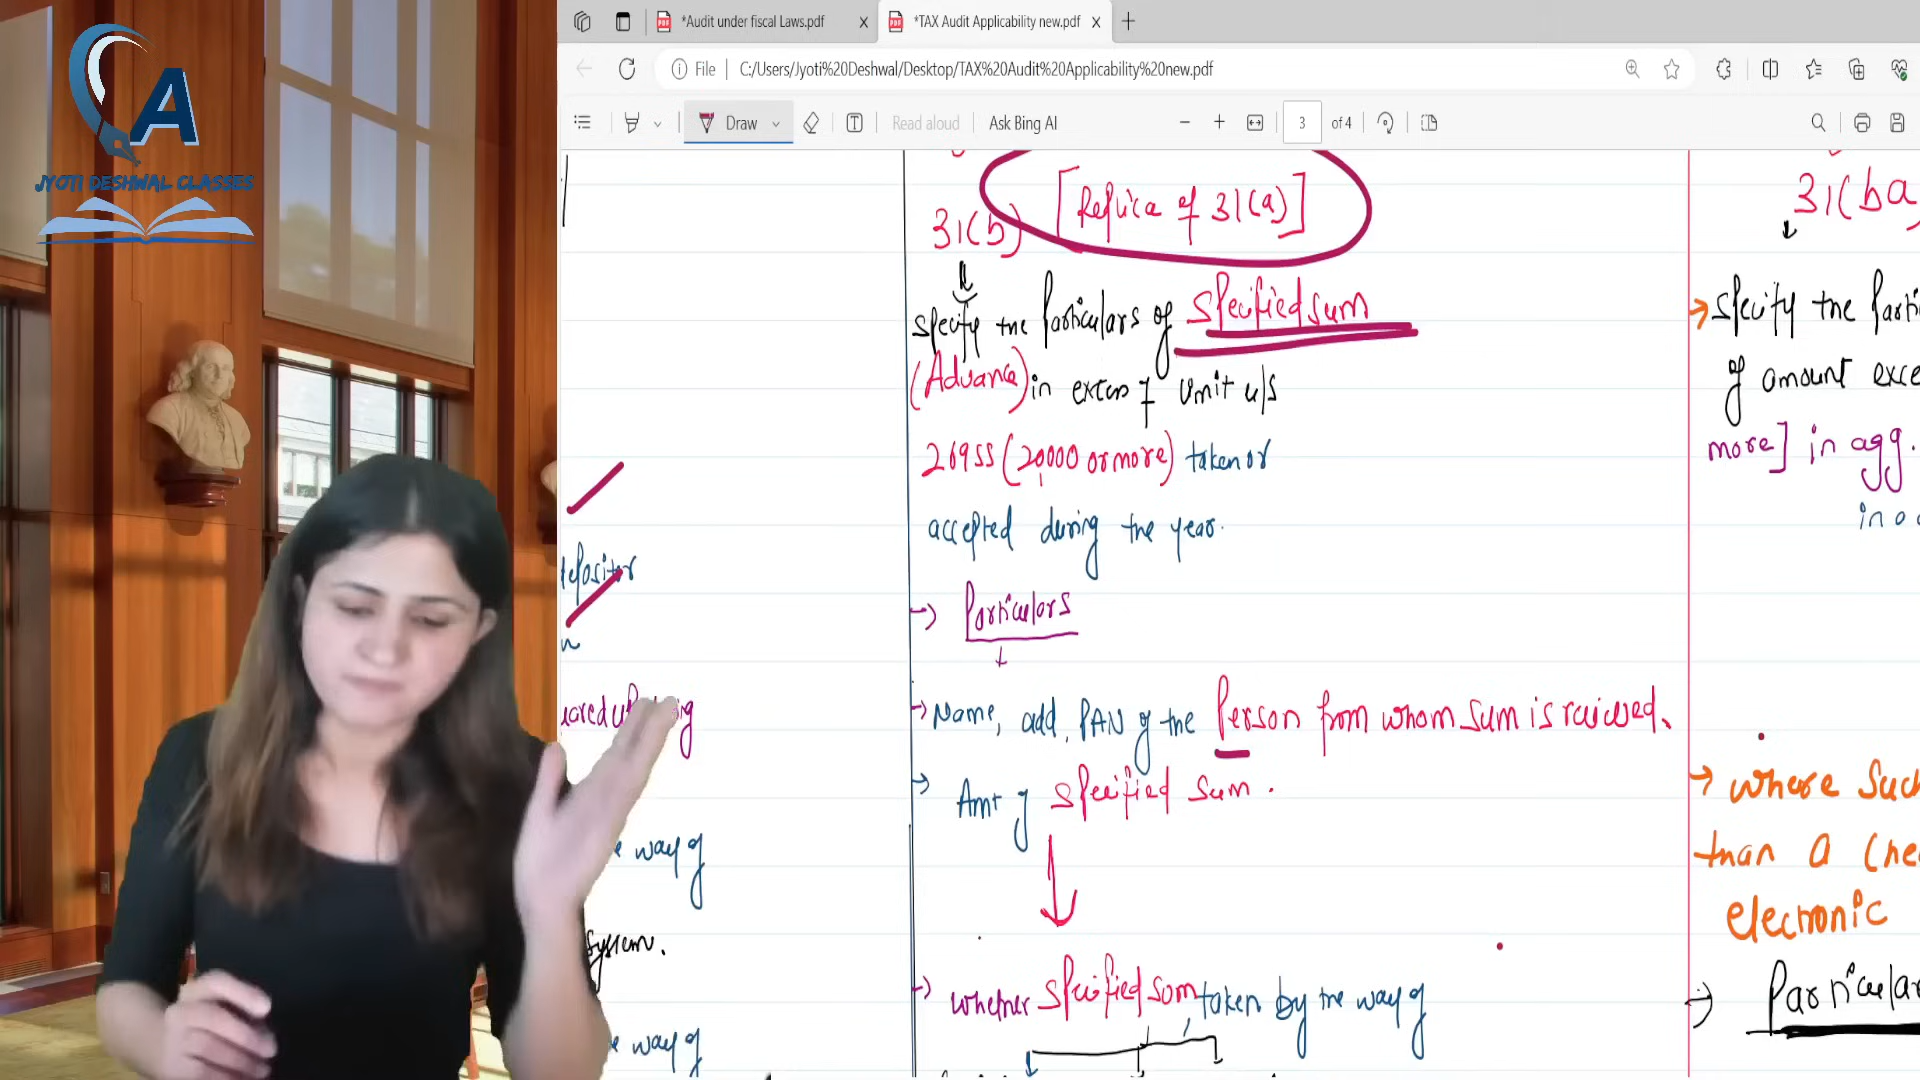 *Audit under fiscal Laws.pdf
*TAX Audit Applicability new.pdf
File
C:/Users/Jyoti%20Deshwal/Desktop/TAX%20Audit%20Applicability%20new.pdf
Draw
Read aloud
Ask Bing AI
3
of 4
A
JYOTI DESHWAL CLASSES
[Replica of 31(a)]
31(b)
specify the Particulars of Specified sum
(Advance) in excess of limit u/s
269SS (20000 or more) taken or
accepted during the year.
Particulars
Name, add, PAN of the Person from whom sum is received.
Amt of specified sum.
whether specified sum taken by the way of
system.
e way of
e way of
31(ba)
specify the Parti
of amount exce
more] in agg.
in a
where Suc
than a (he
electronic
Particular